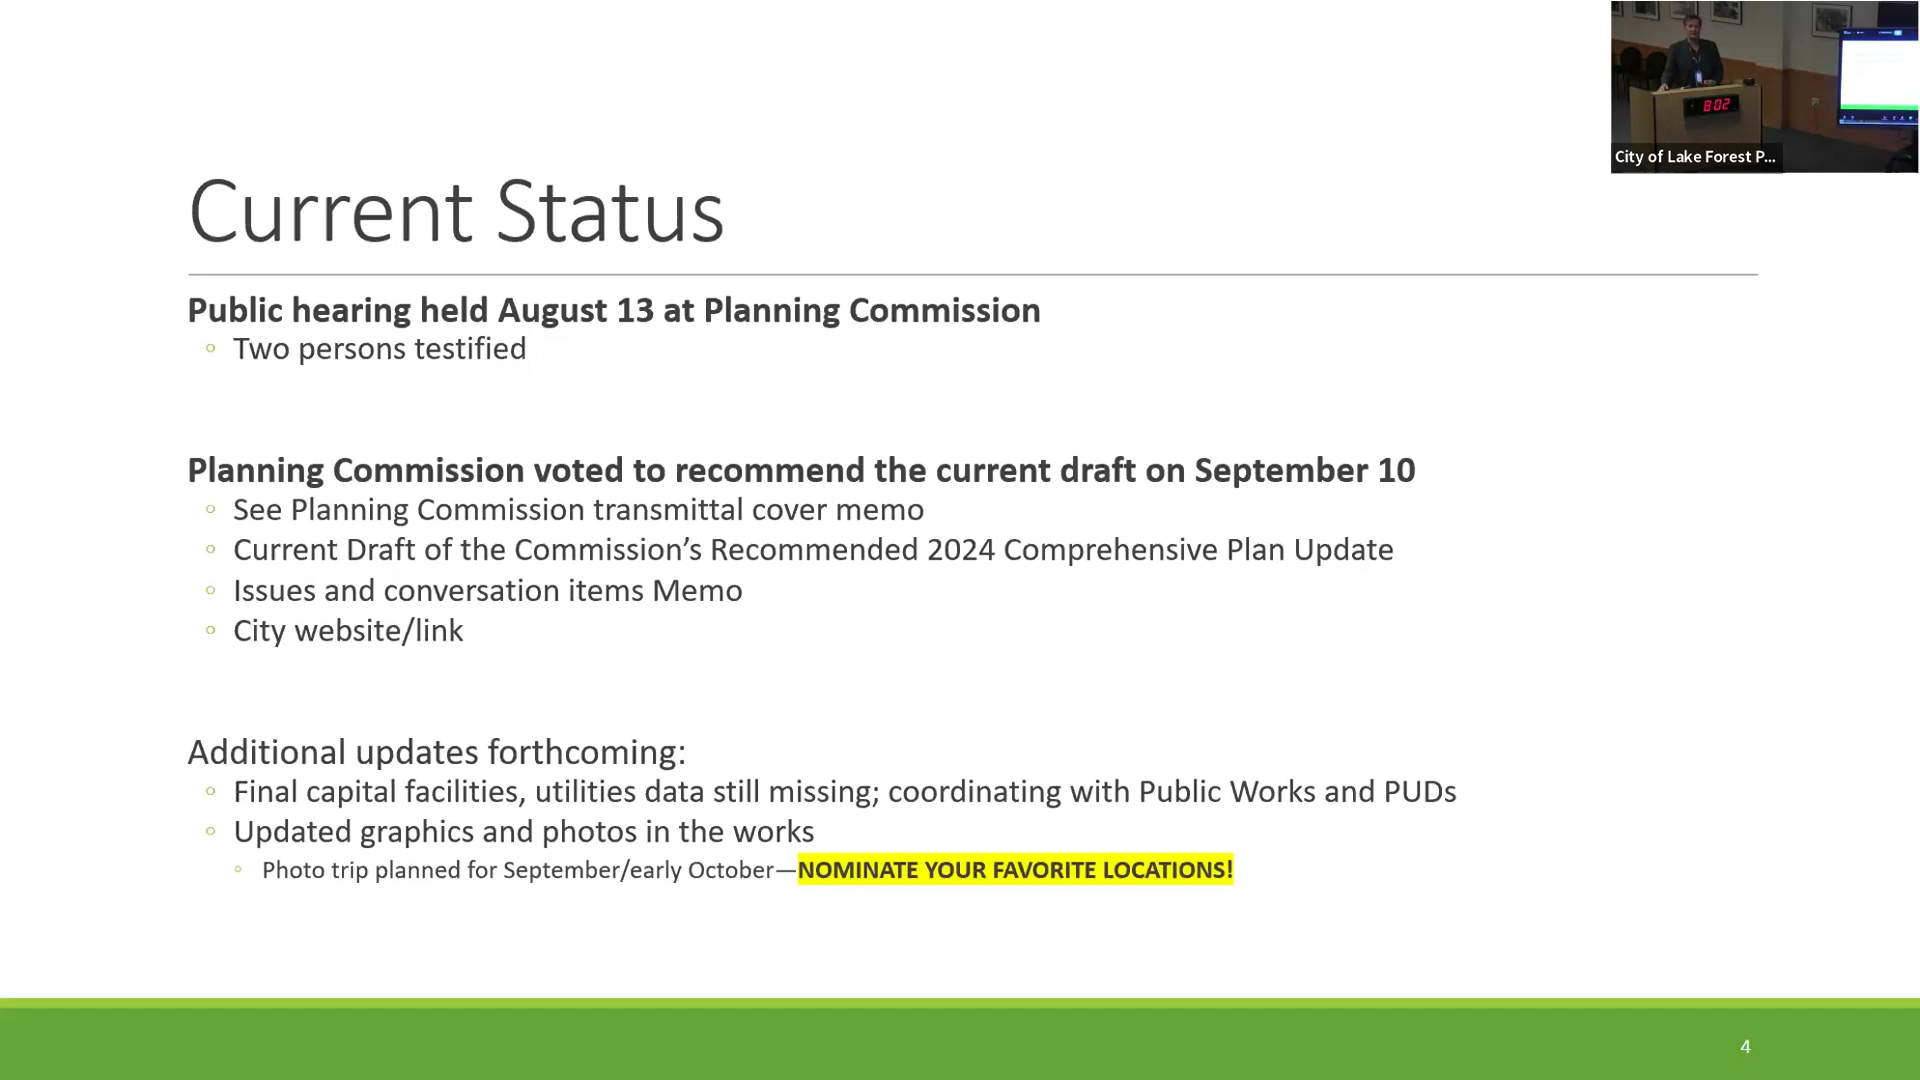 City of Lake Forest P...
802
Current Status
Public hearing held August 13 at Planning Commission
Two persons testified
Planning Commission voted to recommend the current draft on September 10
See Planning Commission transmittal cover memo
Current Draft of the Commission’s Recommended 2024 Comprehensive Plan Update
Issues and conversation items Memo
City website/link
Additional updates forthcoming:
Final capital facilities, utilities data still missing; coordinating with Public Works and PUDs
Updated graphics and photos in the works
Photo trip planned for September/early October—NOMINATE YOUR FAVORITE LOCATIONS!
4